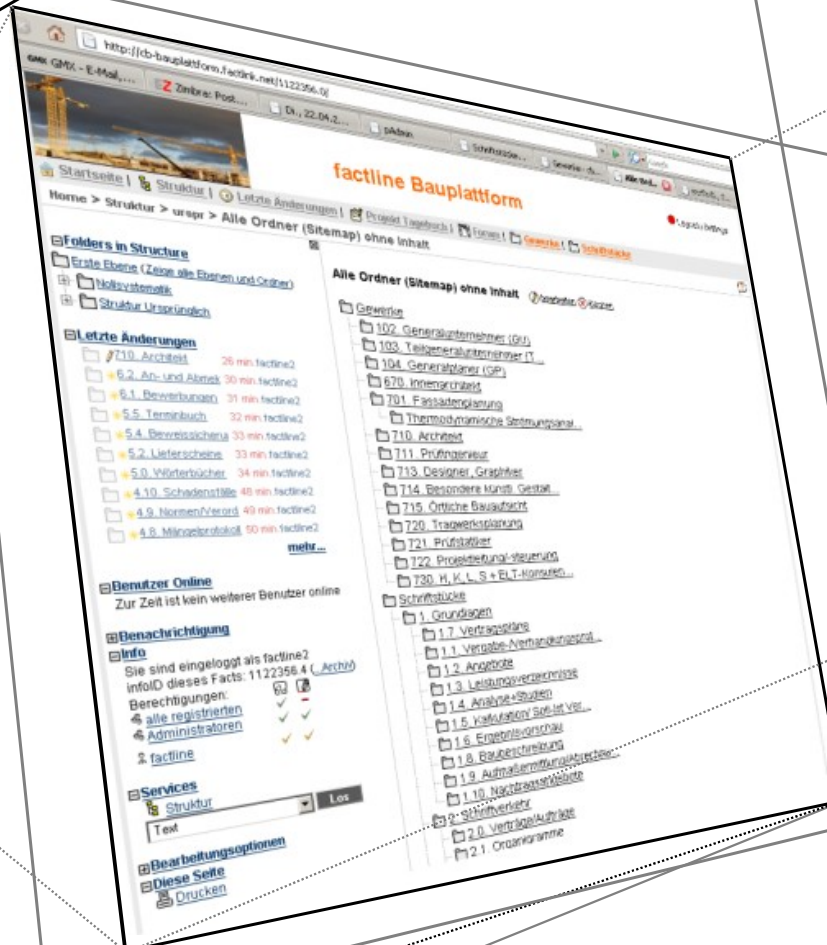 http://cb-bauplattform.factlink.net/1122356.0/
GMX - E-Mail,...
Zimbra: Post...
Di., 22.04.2...
factline Bauplattform
Startseite | Struktur | Letzte Änderungen | Projekt Tagebuch | Forum | Gewerke | Schriftstücke
Home > Struktur > urspr > Alle Ordner (Sitemap) ohne Inhalt
Folders in Structure
Erste Ebene (Zeige alle Ebenen und Ordner)
Nollisystematik
Struktur Ursprünglich
Letzte Änderungen
710. Architekt 26 min factline2
6.2. An- und Abmek 30 min factline2
6.1. Bewerbungen 31 min factline2
5.5. Terminbuch 32 min factline2
5.4. Beweissicheru 33 min factline2
5.2. Lieferscheine 33 min factline2
5.0. Wörterbücher 34 min factline2
4.10. Schadensfälle 48 min factline2
4.9. Normen/Verord 49 min factline2
4.8. Mängelprotokoll 50 min factline2
mehr...
Benutzer Online
Zur Zeit ist kein weiterer Benutzer online
Benachrichtigung
Info
Sie sind eingeloggt als factline2
infoID dieses Facts: 1122356.4 (...Archiv)
Berechtigungen:
alle registrierten
Administratoren
factline
Services
Struktur
Text
Los
Bearbeitungsoptionen
Diese Seite
Drucken
Alle Ordner (Sitemap) ohne Inhalt
Gewerke
102. Generalunternehmer (GU)
103. Teilgeneralunternehmer (T...
104. Generalplaner (GP)
670. Innenarchitekt
701. Fassadenplanung
Thermodynamische Strömungsanal...
710. Architekt
711. Prüfingenieur
713. Designer, Graphiker
714. Besondere künstl. Gestalt...
715. Örtliche Bauaufsicht
720. Tragwerksplanung
721. Prüfstatiker
722. Projektleitung/-steuerung
730. H, K, L, S + ELT-Konsulen...
Schriftstücke
1. Grundlagen
1.7. Vertragspläne
1.1. Vergabe-/Verhandlungsprot...
1.2. Angebote
1.3. Leistungsverzeichnisse
1.4. Analyse+Studien
1.5. Kalkulation/ Soll-Ist Ver...
1.6. Ergebnisvorschau
1.8. Baubeschreibung
1.9. Aufmaßermittlung/Abrechn...
1.10. Nachtragsangebote
2. Schriftverkehr
2.0. Verträge/Aufträge
2.1. Organigramme